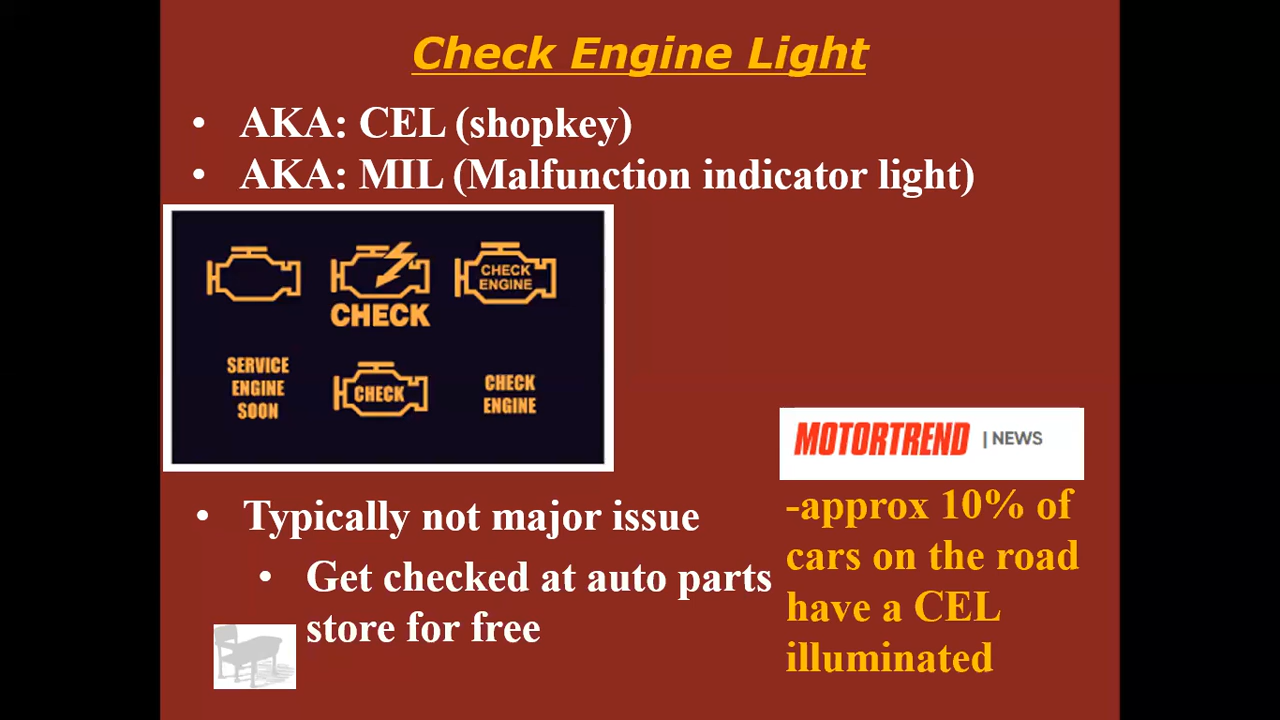 Check Engine Light
• AKA: CEL (shopkey)
• AKA: MIL (Malfunction indicator light)
CHECK
ENGINE
CHECK
SERVICE
ENGINE
SOON
CHECK
CHECK
ENGINE
MOTORTREND | NEWS
-approx 10% of
cars on the road
have a CEL
illuminated
• Typically not major issue
• Get checked at auto parts
store for free